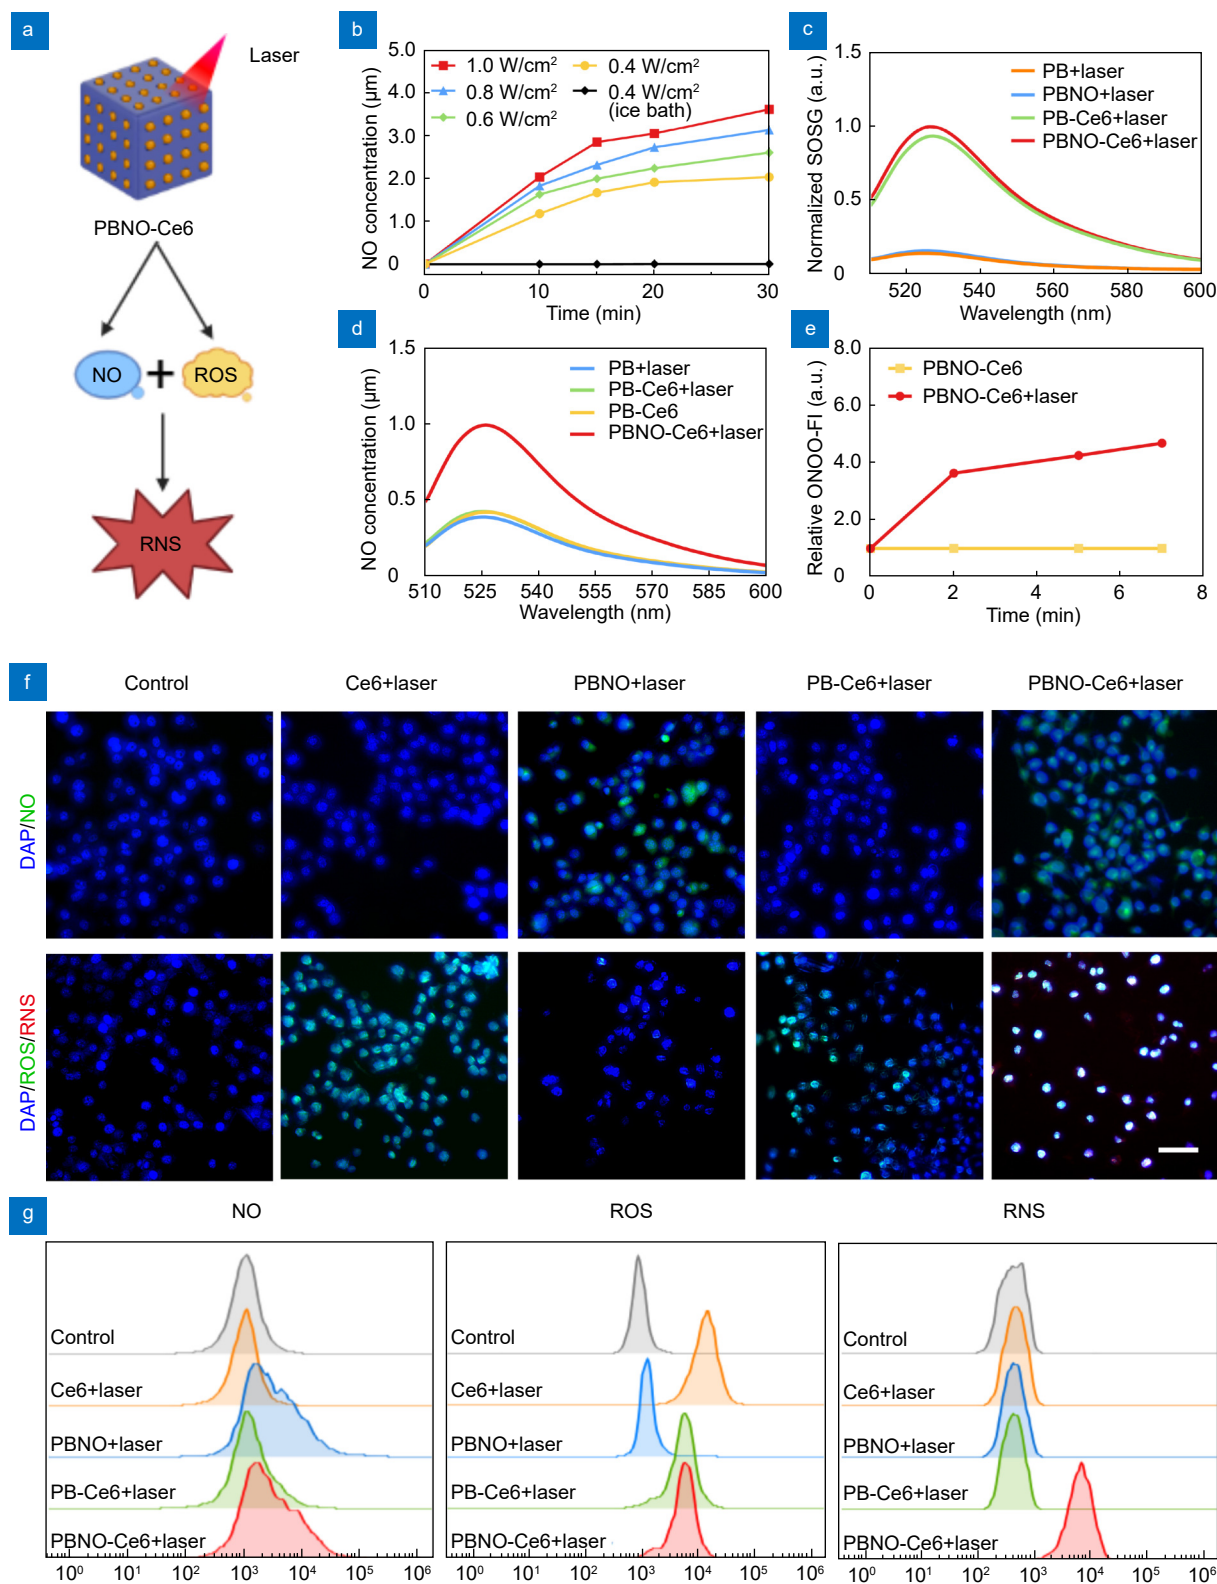 a
Laser
PBNO-Ce6
NO + ROS
RNS
b
NO concentration (μm)
5.0
4.0
3.0
2.0
1.0
0
1.0 W/cm²
0.8 W/cm²
0.6 W/cm²
0.4 W/cm²
0.4 W/cm²
(ice bath)
0 10 20 30
Time (min)
c
Normalized SOSG (a.u.)
1.5
1.0
0.5
0
PB+laser
PBNO+laser
PB-Ce6+laser
PBNO-Ce6+laser
520 540 560 580 600
Wavelength (nm)
d
NO concentration (μm)
1.5
1.0
0.5
0
PB+laser
PB-Ce6+laser
PB-Ce6
PBNO-Ce6+laser
510 525 540 555 570 585 600
Wavelength (nm)
e
Relative ONOO-FI (a.u.)
8.0
6.0
4.0
2.0
0
PBNO-Ce6
PBNO-Ce6+laser
0 2 4 6 8
Time (min)
f
Control Ce6+laser PBNO+laser PB-Ce6+laser PBNO-Ce6+laser
DAP/NO
DAP/ROS/RNS
g
NO
Control
Ce6+laser
PBNO+laser
PB-Ce6+laser
PBNO-Ce6+laser
10⁰ 10¹ 10² 10³ 10⁴ 10⁵ 10⁶
ROS
Control
Ce6+laser
PBNO+laser
PB-Ce6+laser
PBNO-Ce6+laser
10⁰ 10¹ 10² 10³ 10⁴ 10⁵ 10⁶
RNS
Control
Ce6+laser
PBNO+laser
PB-Ce6+laser
PBNO-Ce6+laser
10⁰ 10¹ 10² 10³ 10⁴ 10⁵ 10⁶